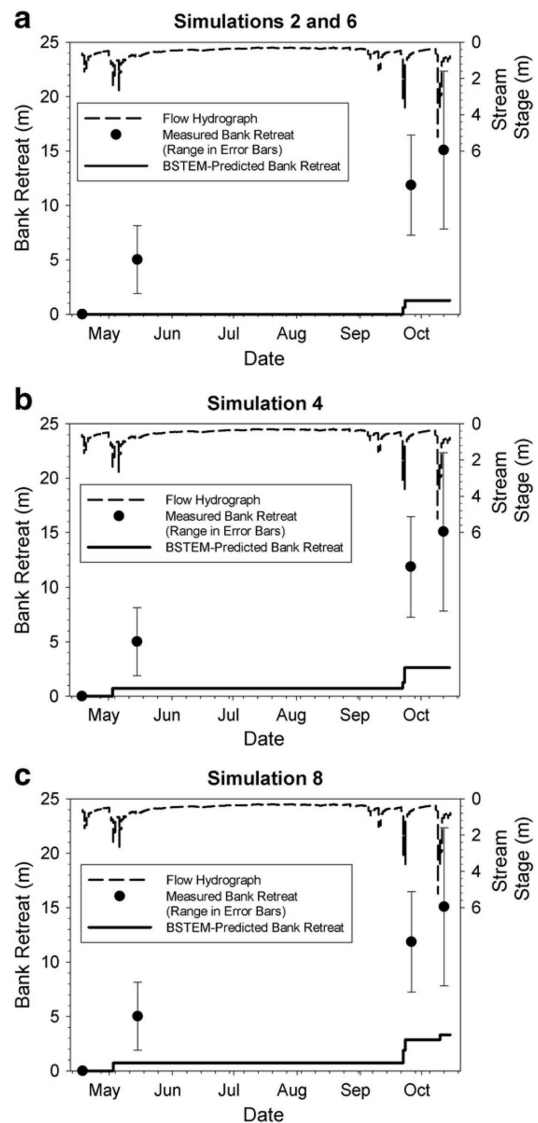 a
Simulations 2 and 6
25
20
15
10
5
0
Bank Retreat (m)
0
2
4
6
Stream
Stage (m)
Flow Hydrograph
Measured Bank Retreat
(Range in Error Bars)
BSTEM-Predicted Bank Retreat
May Jun Jul Aug Sep Oct
Date
b
Simulation 4
25
20
15
10
5
0
Bank Retreat (m)
0
2
4
6
Stream
Stage (m)
Flow Hydrograph
Measured Bank Retreat
(Range in Error Bars)
BSTEM-Predicted Bank Retreat
May Jun Jul Aug Sep Oct
Date
c
Simulation 8
25
20
15
10
5
0
Bank Retreat (m)
0
2
4
6
Stream
Stage (m)
Flow Hydrograph
Measured Bank Retreat
(Range in Error Bars)
BSTEM-Predicted Bank Retreat
May Jun Jul Aug Sep Oct
Date